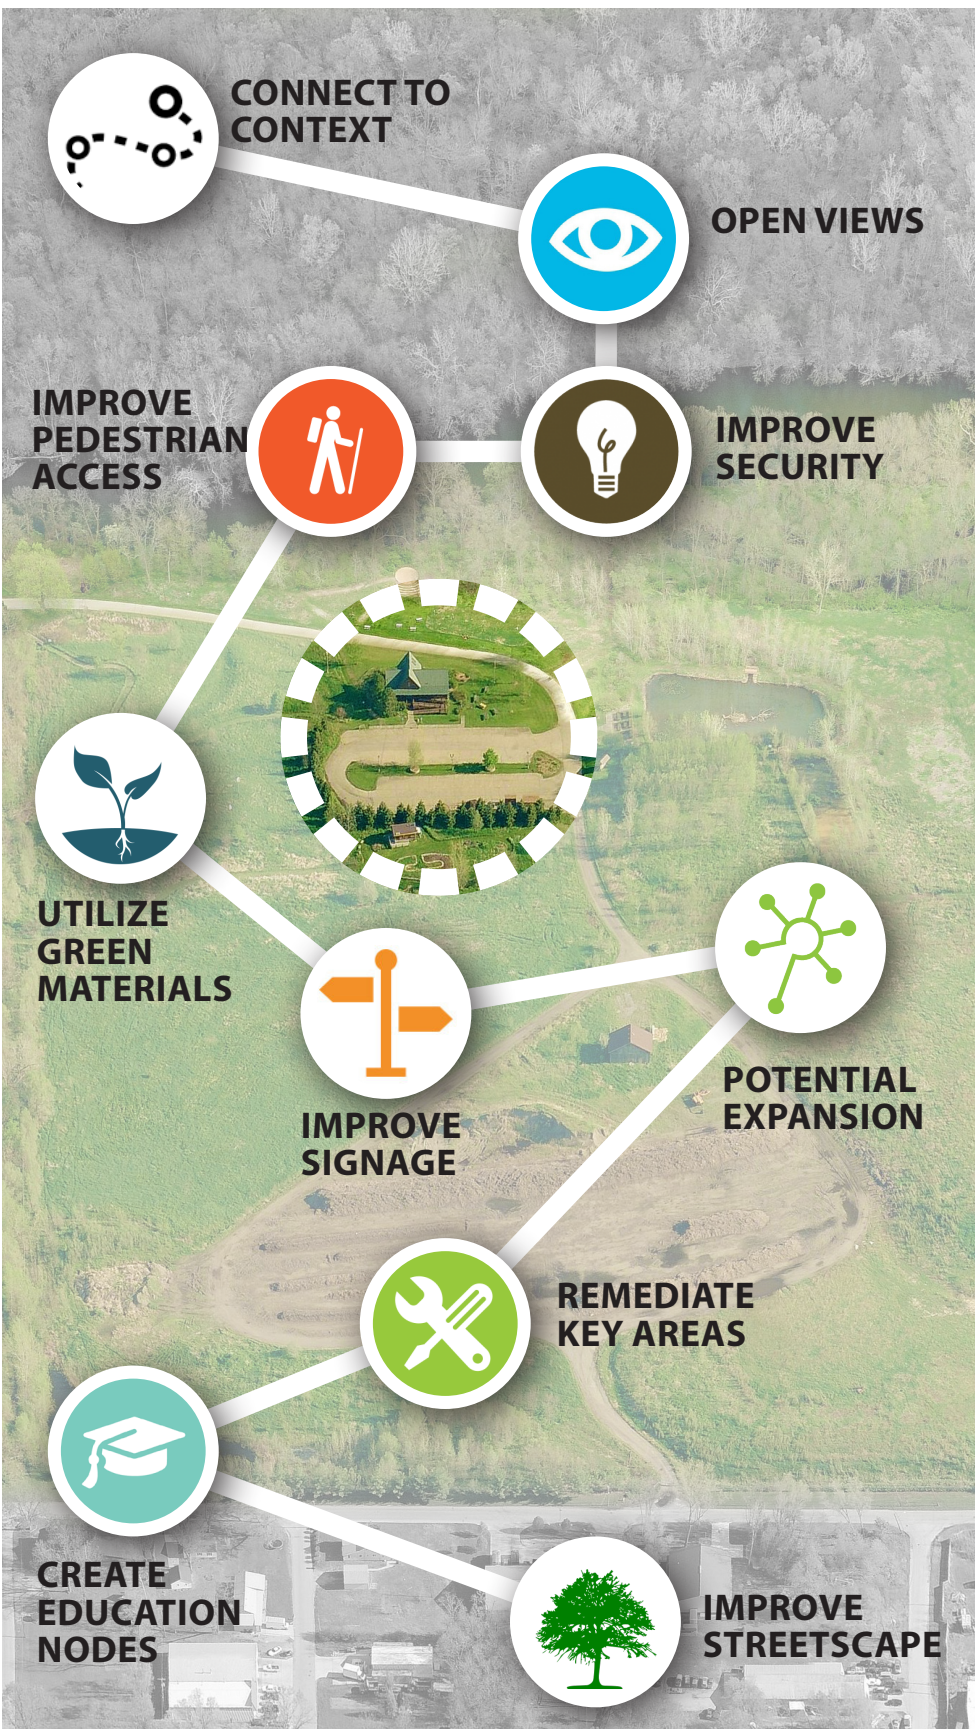 CONNECT TO
CONTEXT
OPEN VIEWS
IMPROVE
PEDESTRIAN
ACCESS
IMPROVE
SECURITY
UTILIZE
GREEN
MATERIALS
IMPROVE
SIGNAGE
POTENTIAL
EXPANSION
REMEDIATE
KEY AREAS
CREATE
EDUCATION
NODES
IMPROVE
STREETSCAPE